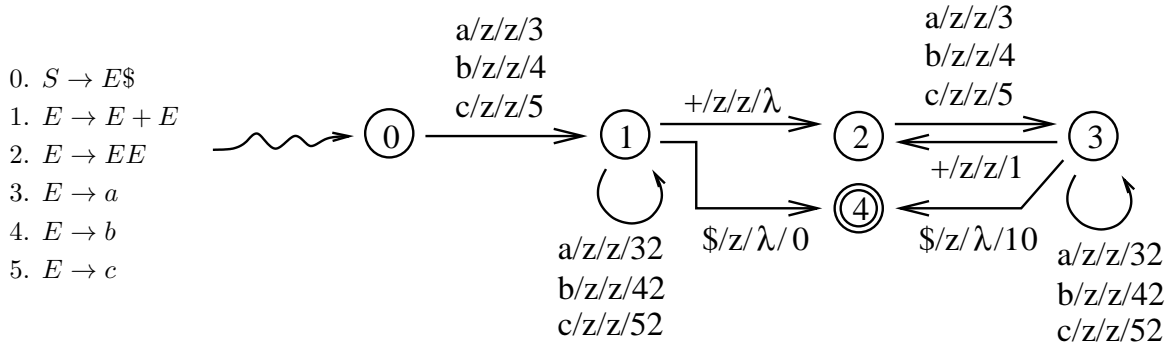 0. S → E$
1. E → E + E
2. E → EE
3. E → a
4. E → b
5. E → c
a/z/z/3
b/z/z/4
c/z/z/5
0
1
+/z/z/λ
2
a/z/z/3
b/z/z/4
c/z/z/5
3
+/z/z/1
4
$/z/λ/0
$/z/λ/10
a/z/z/32
b/z/z/42
c/z/z/52
a/z/z/32
b/z/z/42
c/z/z/52